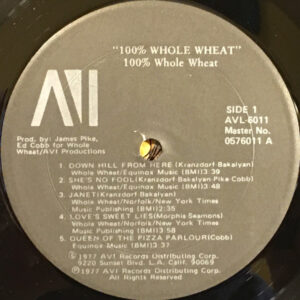 "100% WHOLE WHEAT"
100% Whole Wheat
AVI
SIDE 1
AVL-6011
Master No.
0576011 A
Prod. by: James Pike,
Ed Cobb for Whole
Wheat/AVI Productions
1. DOWN HILL FROM HERE (Kranzdorf-Bakalyan)
Whole Wheat/Equinox Music (BMI) 3:39
2. SHE'S NO FOOL (Kranzdorf-Bakalyan-Pike-Cobb)
Whole Wheat/Equinox Music (BMI) 3:48
3. JANET (Kranzdorf-Bakalyan)
Whole Wheat/Norfolk/New York Times
Music Publishing (BMI) 2:35
4. LOVE'S SWEET LIES (Morphis-Seamons)
Whole Wheat/Norfolk/New York Times
Music Publishing (BMI)
5. QUEEN OF THE PIZZA PARLOUR (Cobb)
Equinox Music (BMI) 3:37
Ⓒ 1977 AVI Records Distributing Corp.
9220 Sunset Blvd. L.A. Calif. 90069
Ⓟ 1977 AVI Records Distributing Corp.
All Rights Reserved